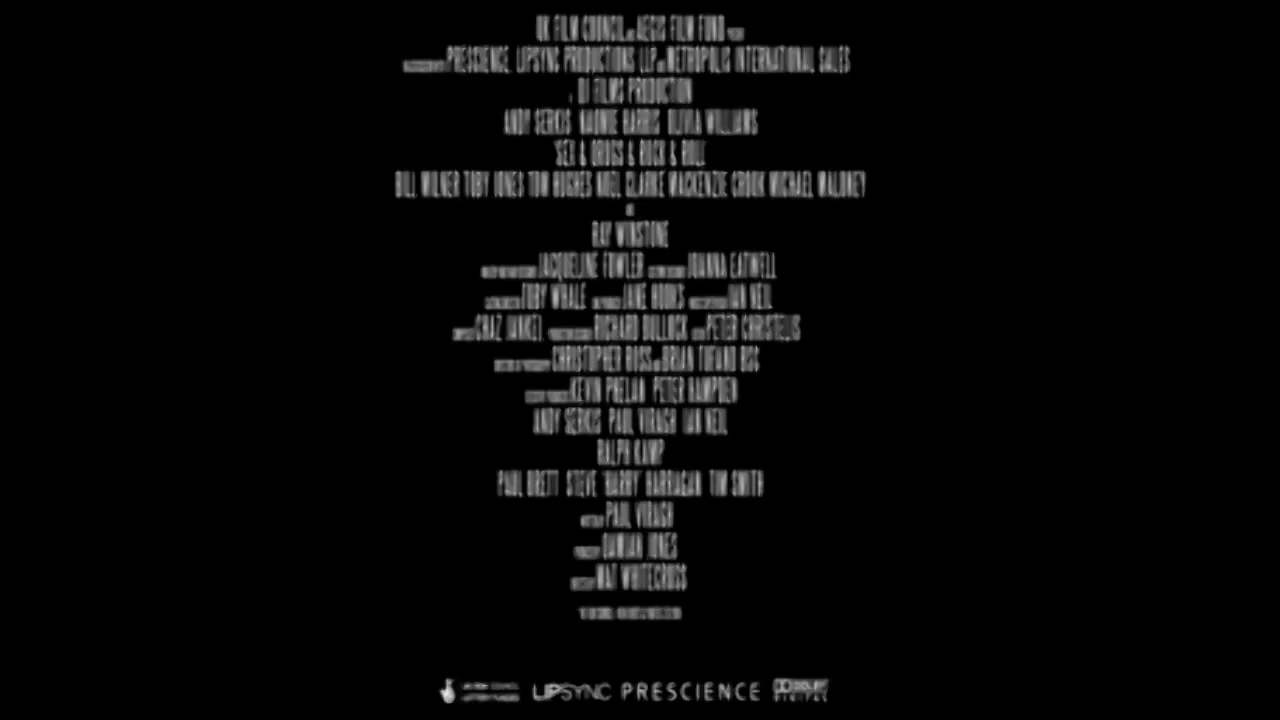 UK FILM COUNCIL AEGIS FILM FUND
PRESCIENCE, LIPSYNC PRODUCTIONS LLP METROPOLIS INTERNATIONAL SALES
DJ FILMS PRODUCTION
ANDY SERKIS NAOMIE HARRIS OLIVIA WILLIAMS
SEX & DRUGS & ROCK & ROLL
BILL MILNER TOBY JONES TOM HUGHES NOEL CLARKE MACKENZIE CROOK MICHAEL MALONEY
RAY WINSTONE
JACQUELINE FOWLER JOANNA EATWELL
TOBY WHALE JANE HOOKS IAN NEIL
CHAZ JANKEL RICHARD BULLOCK PETER CHRISTELIS
CHRISTOPHER ROSS BRIAN TUFANO BSC
KEVIN PHELAN PETER HAMPDEN
ANDY SERKIS PAUL VIRAGH IAN NEIL
RALPH KAMP
PAUL BRETT STEVE 'BARRY' HARRAGAN TIM SMITH
PAUL VIRAGH
DAMIAN JONES
MAT WHITECROSS
LIPSYNC PRESCIENCE DOLBY DIGITAL